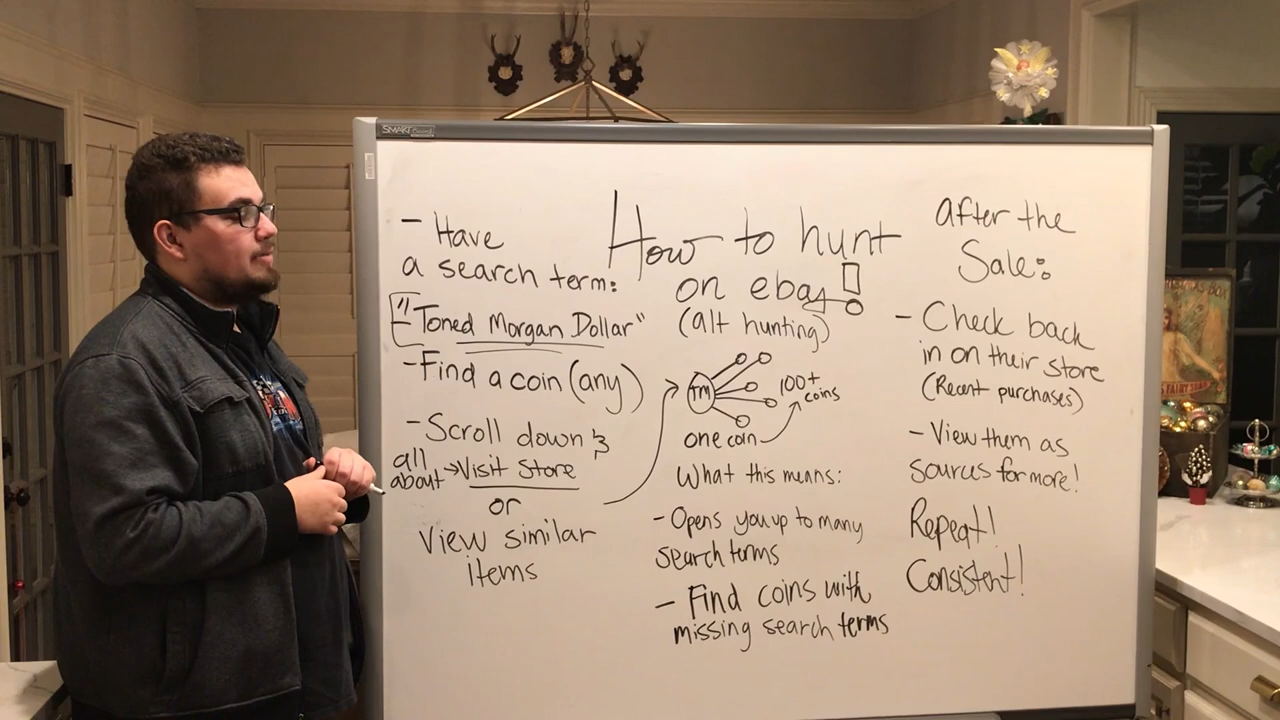 SMART Board
- Have
a search term:
"Toned Morgan Dollar"
- Find a coin (any)
- Scroll down &
all about → Visit Store
or
View similar
items
How to hunt
on ebay!
(alt hunting)
TM
100+
coins
one coin
What this means:
- Opens you up to many
search terms
- Find coins with
missing search terms
after the
Sale:
- Check back
in on their store
(Recent purchases)
- View them as
sources for more!
Repeat!
Consistent!